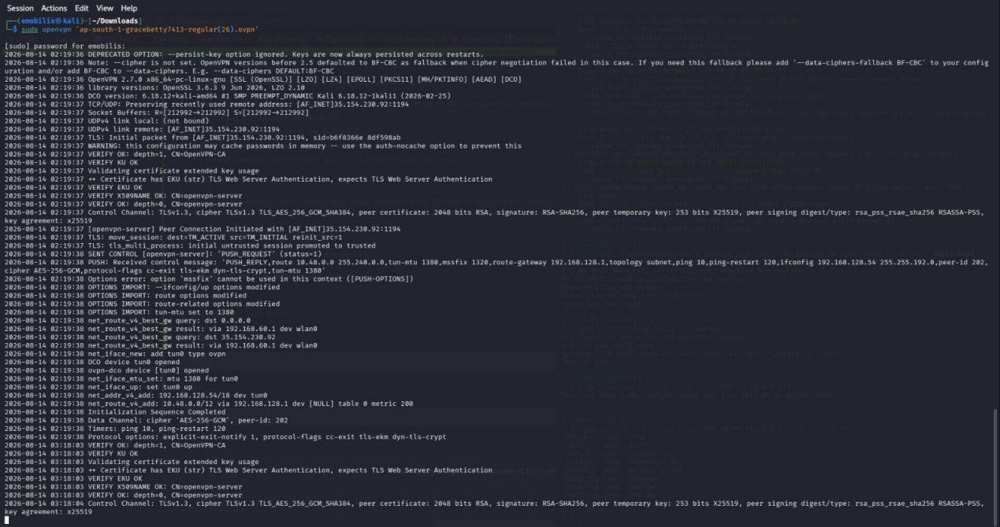 Session Actions Edit View Help
┌──(emobilis㉿kali)-[~/Downloads]
└─$ sudo openvpn 'ap-south-1-gracebetty7413-regular(26).ovpn'
[sudo] password for emobilis:
2026-08-14 02:19:36 DEPRECATED OPTION: --persist-key option ignored. Keys are now always persisted across restarts.
2026-08-14 02:19:36 Note: --cipher is not set. OpenVPN versions before 2.5 defaulted to BF-CBC as fallback when cipher negotiation failed in this case. If you need this fallback please add '--data-ciphers-fallback BF-CBC' to your config
uration and/or add BF-CBC to --data-ciphers. E.g. --data-ciphers DEFAULT:BF-CBC
2026-08-14 02:19:36 OpenVPN 2.7.0 x86_64-pc-linux-gnu [SSL (OpenSSL)] [LZO] [LZ4] [EPOLL] [PKCS11] [MH/PKTINFO] [AEAD] [DCO]
2026-08-14 02:19:36 library versions: OpenSSL 3.6.3 9 Jun 2026, LZO 2.10
2026-08-14 02:19:36 DCO version: 6.18.12+kali-amd64 #1 SMP PREEMPT_DYNAMIC Kali 6.18.12-1kali1 (2026-02-25)
2026-08-14 02:19:37 TCP/UDP: Preserving recently used remote address: [AF_INET]35.154.230.92:1194
2026-08-14 02:19:37 Socket Buffers: R=[212992→212992] S=[212992→212992]
2026-08-14 02:19:37 UDPv4 link local: (not bound)
2026-08-14 02:19:37 UDPv4 link remote: [AF_INET]35.154.230.92:1194
2026-08-14 02:19:37 TLS: Initial packet from [AF_INET]35.154.230.92:1194, sid=b6f8366e 8df598ab
2026-08-14 02:19:37 WARNING: this configuration may cache passwords in memory -- use the auth-nocache option to prevent this
2026-08-14 02:19:37 VERIFY OK: depth=1, CN=OpenVPN-CA
2026-08-14 02:19:37 VERIFY KU OK
2026-08-14 02:19:37 Validating certificate extended key usage
2026-08-14 02:19:37 ++ Certificate has EKU (str) TLS Web Server Authentication, expects TLS Web Server Authentication
2026-08-14 02:19:37 VERIFY EKU OK
2026-08-14 02:19:37 VERIFY X509NAME OK: CN=openvpn-server
2026-08-14 02:19:37 VERIFY OK: depth=0, CN=openvpn-server
2026-08-14 02:19:37 Control Channel: TLSv1.3, cipher TLSv1.3 TLS_AES_256_GCM_SHA384, peer certificate: 2048 bits RSA, signature: RSA-SHA256, peer temporary key: 253 bits X25519, peer signing digest/type: rsa_pss_rsae_sha256 RSASSA-PSS,
key agreement: x25519
2026-08-14 02:19:37 [openvpn-server] Peer Connection Initiated with [AF_INET]35.154.230.92:1194
2026-08-14 02:19:37 TLS: move_session: dest=TM_ACTIVE src=TM_INITIAL reinit_src=1
2026-08-14 02:19:37 TLS: tls_multi_process: initial untrusted session promoted to trusted
2026-08-14 02:19:38 SENT CONTROL [openvpn-server]: 'PUSH_REQUEST' (status=1)
2026-08-14 02:19:38 PUSH: Received control message: 'PUSH_REPLY,route 10.48.0.0 255.240.0.0,tun-mtu 1380,mssfix 1320,route-gateway 192.168.128.1,topology subnet,ping 10,ping-restart 120,ifconfig 192.168.128.54 255.255.192.0,peer-id 202,
cipher AES-256-GCM,protocol-flags cc-exit tls-ekm dyn-tls-crypt,tun-mtu 1380'
2026-08-14 02:19:38 Options error: option 'mssfix' cannot be used in this context ([PUSH-OPTIONS])
2026-08-14 02:19:38 OPTIONS IMPORT: --ifconfig/up options modified
2026-08-14 02:19:38 OPTIONS IMPORT: route options modified
2026-08-14 02:19:38 OPTIONS IMPORT: route-related options modified
2026-08-14 02:19:38 OPTIONS IMPORT: tun-mtu set to 1380
2026-08-14 02:19:38 net_route_v4_best_gw query: dst 0.0.0.0
2026-08-14 02:19:38 net_route_v4_best_gw result: via 192.168.60.1 dev wlan0
2026-08-14 02:19:38 net_route_v4_best_gw query: dst 35.154.230.92
2026-08-14 02:19:38 net_route_v4_best_gw result: via 192.168.60.1 dev wlan0
2026-08-14 02:19:38 net_iface_new: add tun0 type ovpn
2026-08-14 02:19:38 DCO device tun0 opened
2026-08-14 02:19:38 ovpn-dco device [tun0] opened
2026-08-14 02:19:38 net_iface_mtu_set: mtu 1380 for tun0
2026-08-14 02:19:38 net_iface_up: set tun0 up
2026-08-14 02:19:38 net_addr_v4_add: 192.168.128.54/18 dev tun0
2026-08-14 02:19:38 net_route_v4_add: 10.48.0.0/12 via 192.168.128.1 dev [NULL] table 0 metric 200
2026-08-14 02:19:38 Initialization Sequence Completed
2026-08-14 02:19:38 Data Channel: cipher 'AES-256-GCM', peer-id: 202
2026-08-14 02:19:38 Timers: ping 10, ping-restart 120
2026-08-14 02:19:38 Protocol options: explicit-exit-notify 1, protocol-flags cc-exit tls-ekm dyn-tls-crypt
2026-08-14 03:18:03 VERIFY OK: depth=1, CN=OpenVPN-CA
2026-08-14 03:18:03 VERIFY KU OK
2026-08-14 03:18:03 Validating certificate extended key usage
2026-08-14 03:18:03 ++ Certificate has EKU (str) TLS Web Server Authentication, expects TLS Web Server Authentication
2026-08-14 03:18:03 VERIFY EKU OK
2026-08-14 03:18:03 VERIFY X509NAME OK: CN=openvpn-server
2026-08-14 03:18:03 VERIFY OK: depth=0, CN=openvpn-server
2026-08-14 03:18:04 Control Channel: TLSv1.3, cipher TLSv1.3 TLS_AES_256_GCM_SHA384, peer certificate: 2048 bits RSA, signature: RSA-SHA256, peer temporary key: 253 bits X25519, peer signing digest/type: rsa_pss_rsae_sha256 RSASSA-PSS,
key agreement: x25519